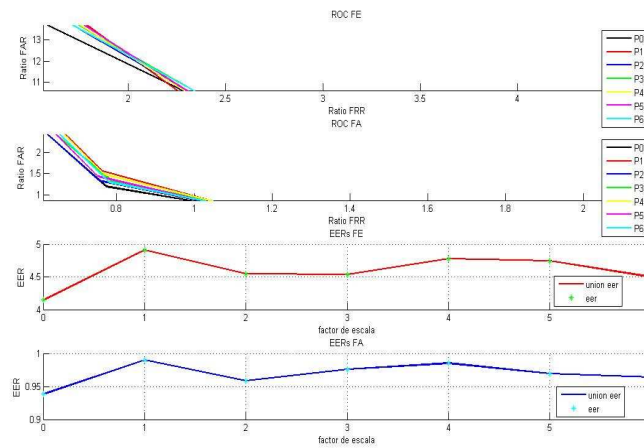 ROC FE
13
12
11
Ratio FAR
2
2.5
3
3.5
4
Ratio FRR
P0
P1
P2
P3
P4
P5
P6
ROC FA
2
1.5
1
Ratio FAR
0.8
1
1.2
1.4
1.6
1.8
2
Ratio FRR
P0
P1
P2
P3
P4
P5
P6
EERs FE
5
4.5
4
EER
0
1
2
3
4
5
factor de escala
union eer
eer
EERs FA
1
0.95
0.9
EER
0
1
2
3
4
5
factor de escala
union eer
eer